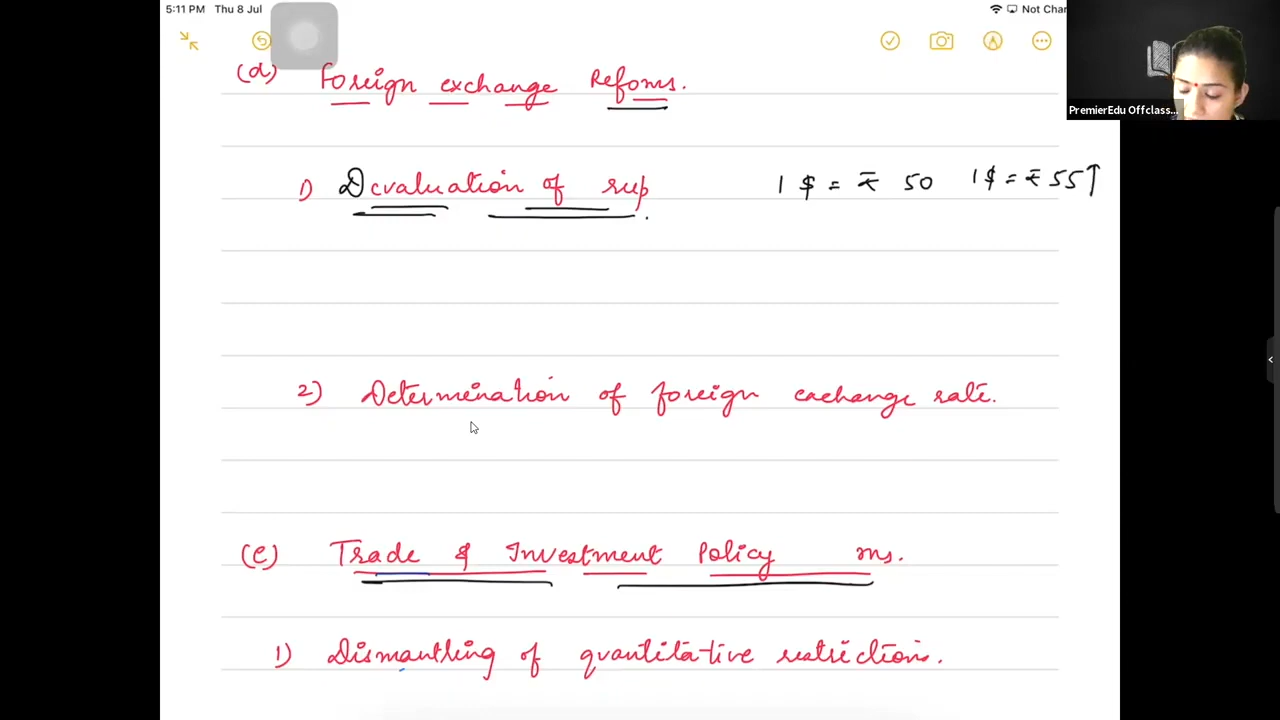 5:11 PM Thu 8 Jul
Not Char
PremierEdu Offclass...
(d) Foreign exchange Refoms.
1) Devaluation of rup 1 $ = ₹ 50 1 $ = ₹ 55↑
2) Determination of foreign exchange rate.
(e) Trade & Investment Policy ms.
1) Dismantling of quantitative restrictions.